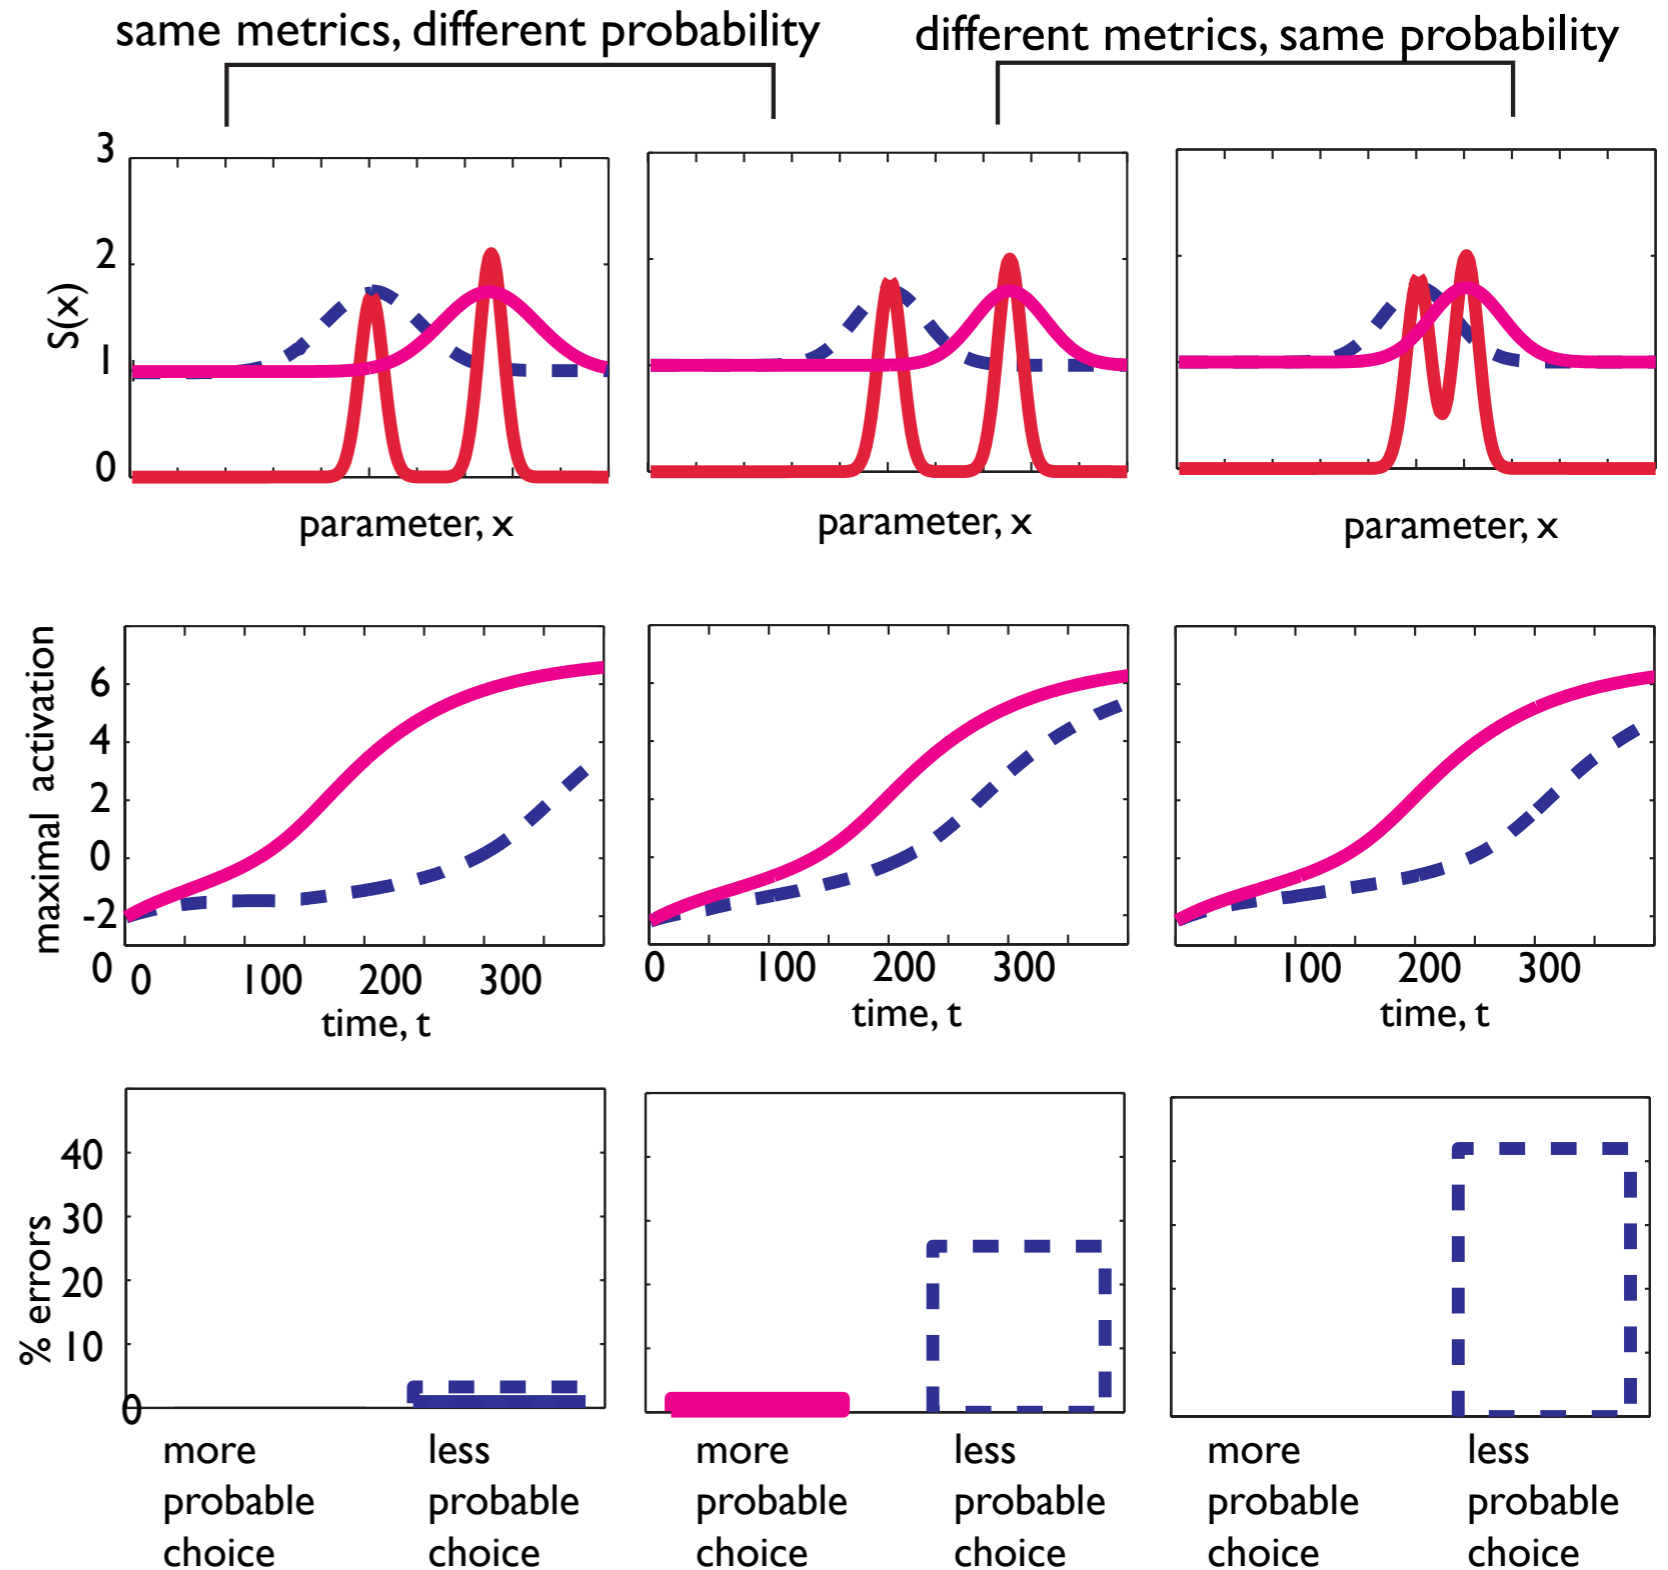 same metrics, different probability
different metrics, same probability
3
2
1
0
S(x)
parameter, x
parameter, x
parameter, x
6
4
2
0
-2
0
maximal activation
0 100 200 300
0 100 200 300
100 200 300
time, t
time, t
time, t
40
30
20
10
0
% errors
more probable choice
less probable choice
more probable choice
less probable choice
more probable choice
less probable choice